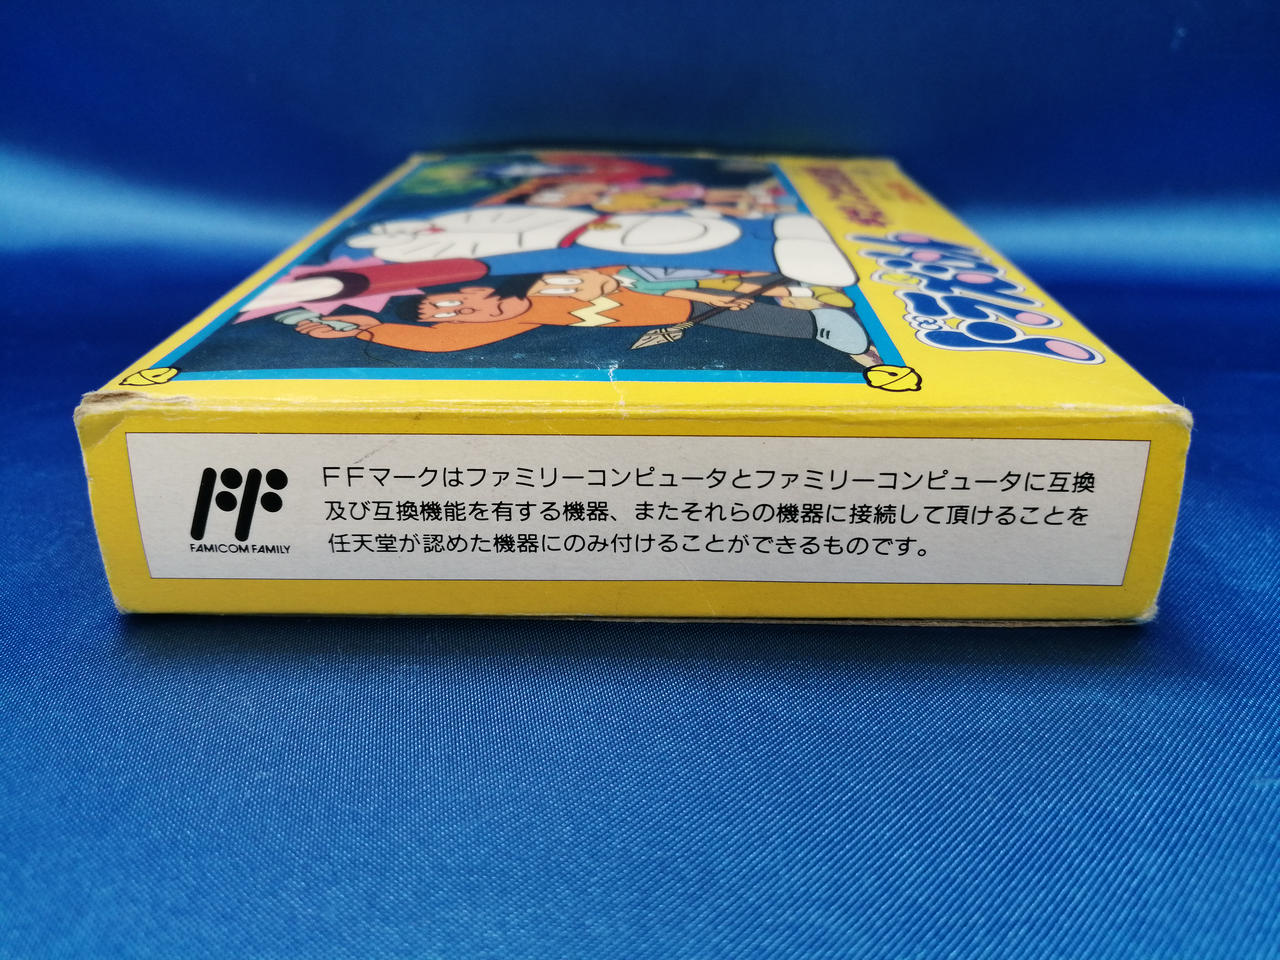 ドラえもん
FFマークはファミリーコンピュータとファミリーコンピュータに互換
及び互換機能を有する機器、またそれらの機器に接続して頂けることを
任天堂が認めた機器にのみ付けることができるものです。
FF
FAMICOM FAMILY